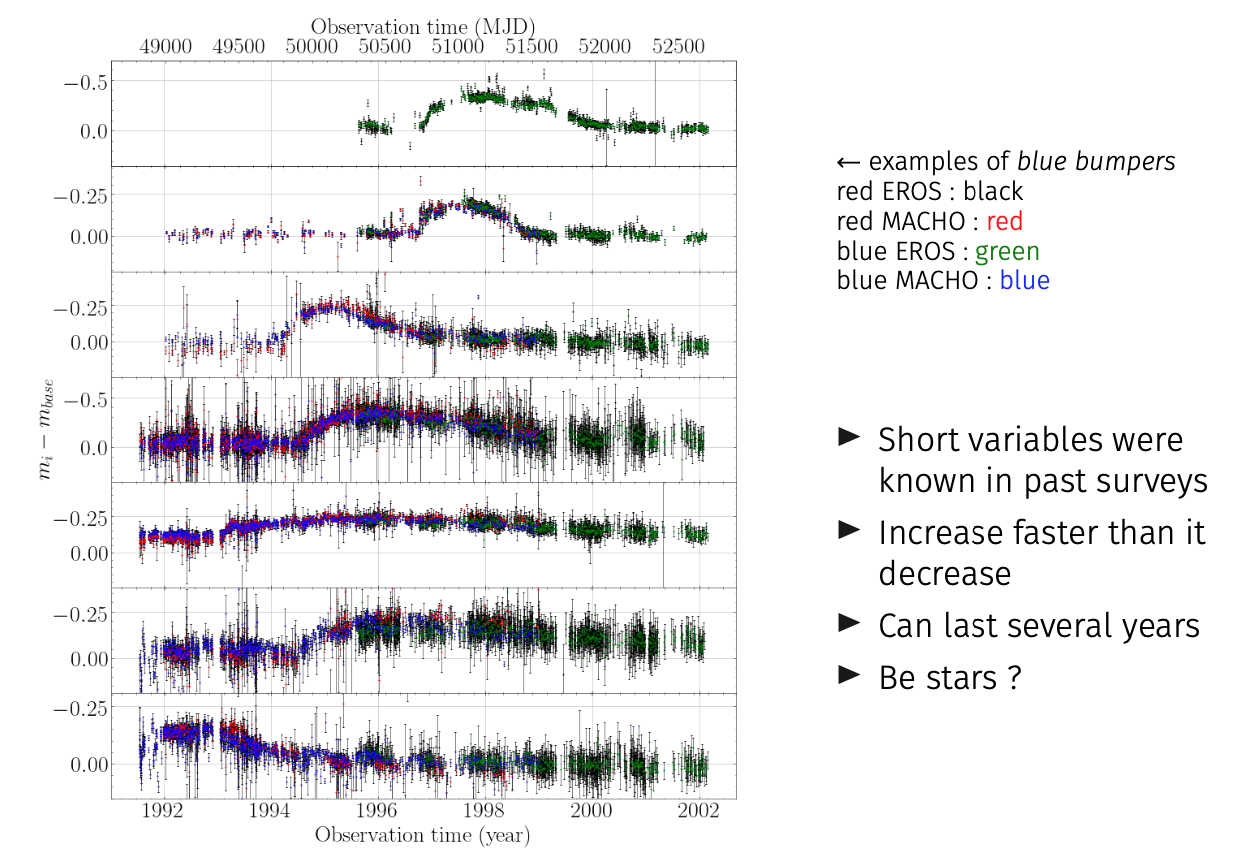 Observation time (MJD)
49000 49500 50000 50500 51000 51500 52000 52500
−0.5
0.0
−0.25
0.00
−0.25
0.00
−0.5
0.0
−0.25
0.00
−0.25
0.00
−0.25
0.00
m_i − m_base
1992 1994 1996 1998 2000 2002
Observation time (year)
← examples of blue bumpers
red EROS : black
red MACHO : red
blue EROS : green
blue MACHO : blue
► Short variables were
known in past surveys
► Increase faster than it
decrease
► Can last several years
► Be stars ?